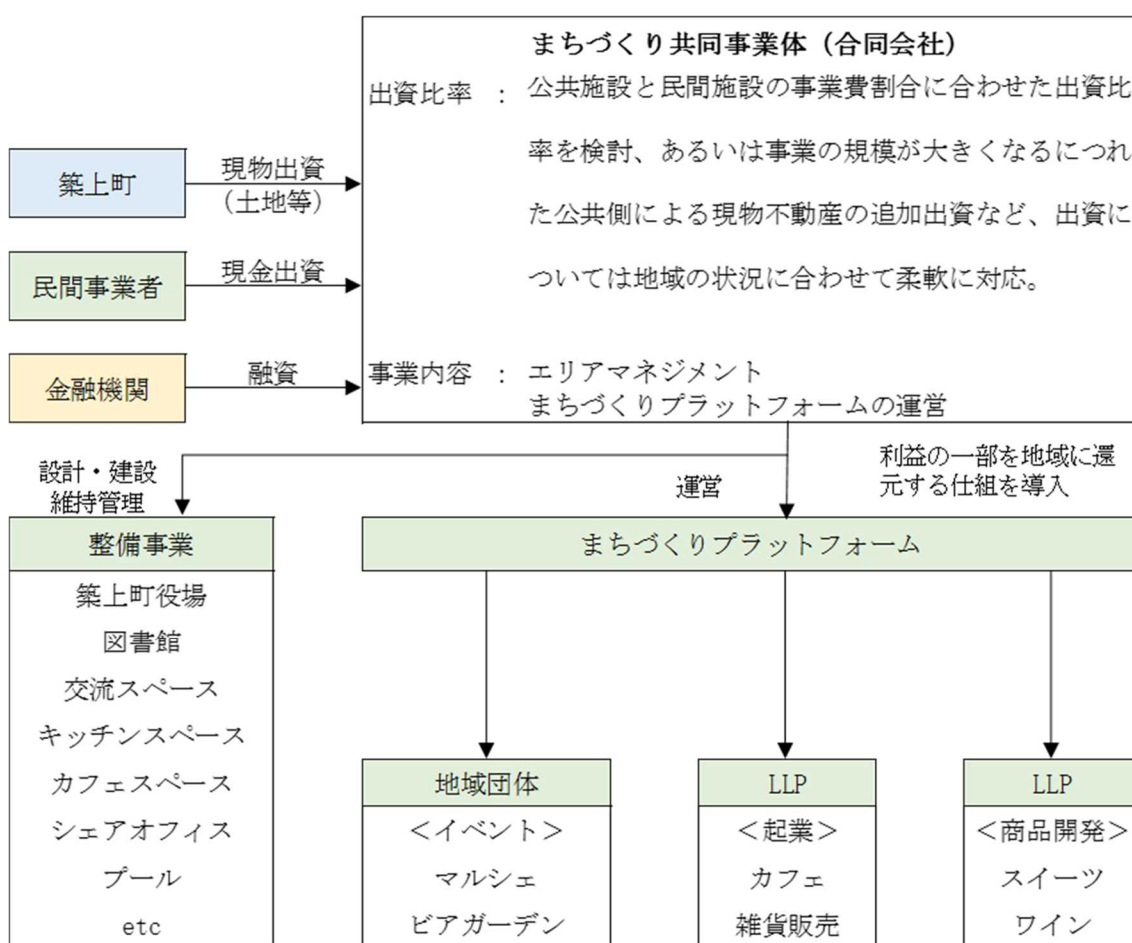 まちづくり共同事業体（合同会社）
出資比率 ： 公共施設と民間施設の事業費割合に合わせた出資比
率を検討、あるいは事業の規模が大きくなるにつれ
た公共側による現物不動産の追加出資など、出資に
ついては地域の状況に合わせて柔軟に対応。
事業内容 ： エリアマネジメント
まちづくりプラットフォームの運営
築上町
現物出資
（土地等）
民間事業者
現金出資
金融機関
融資
設計・建設
維持管理
運営
利益の一部を地域に還
元する仕組を導入
整備事業
築上町役場
図書館
交流スペース
キッチンスペース
カフェスペース
シェアオフィス
プール
etc
まちづくりプラットフォーム
地域団体
＜イベント＞
マルシェ
ビアガーデン
LLP
＜起業＞
カフェ
雑貨販売
LLP
＜商品開発＞
スイーツ
ワイン